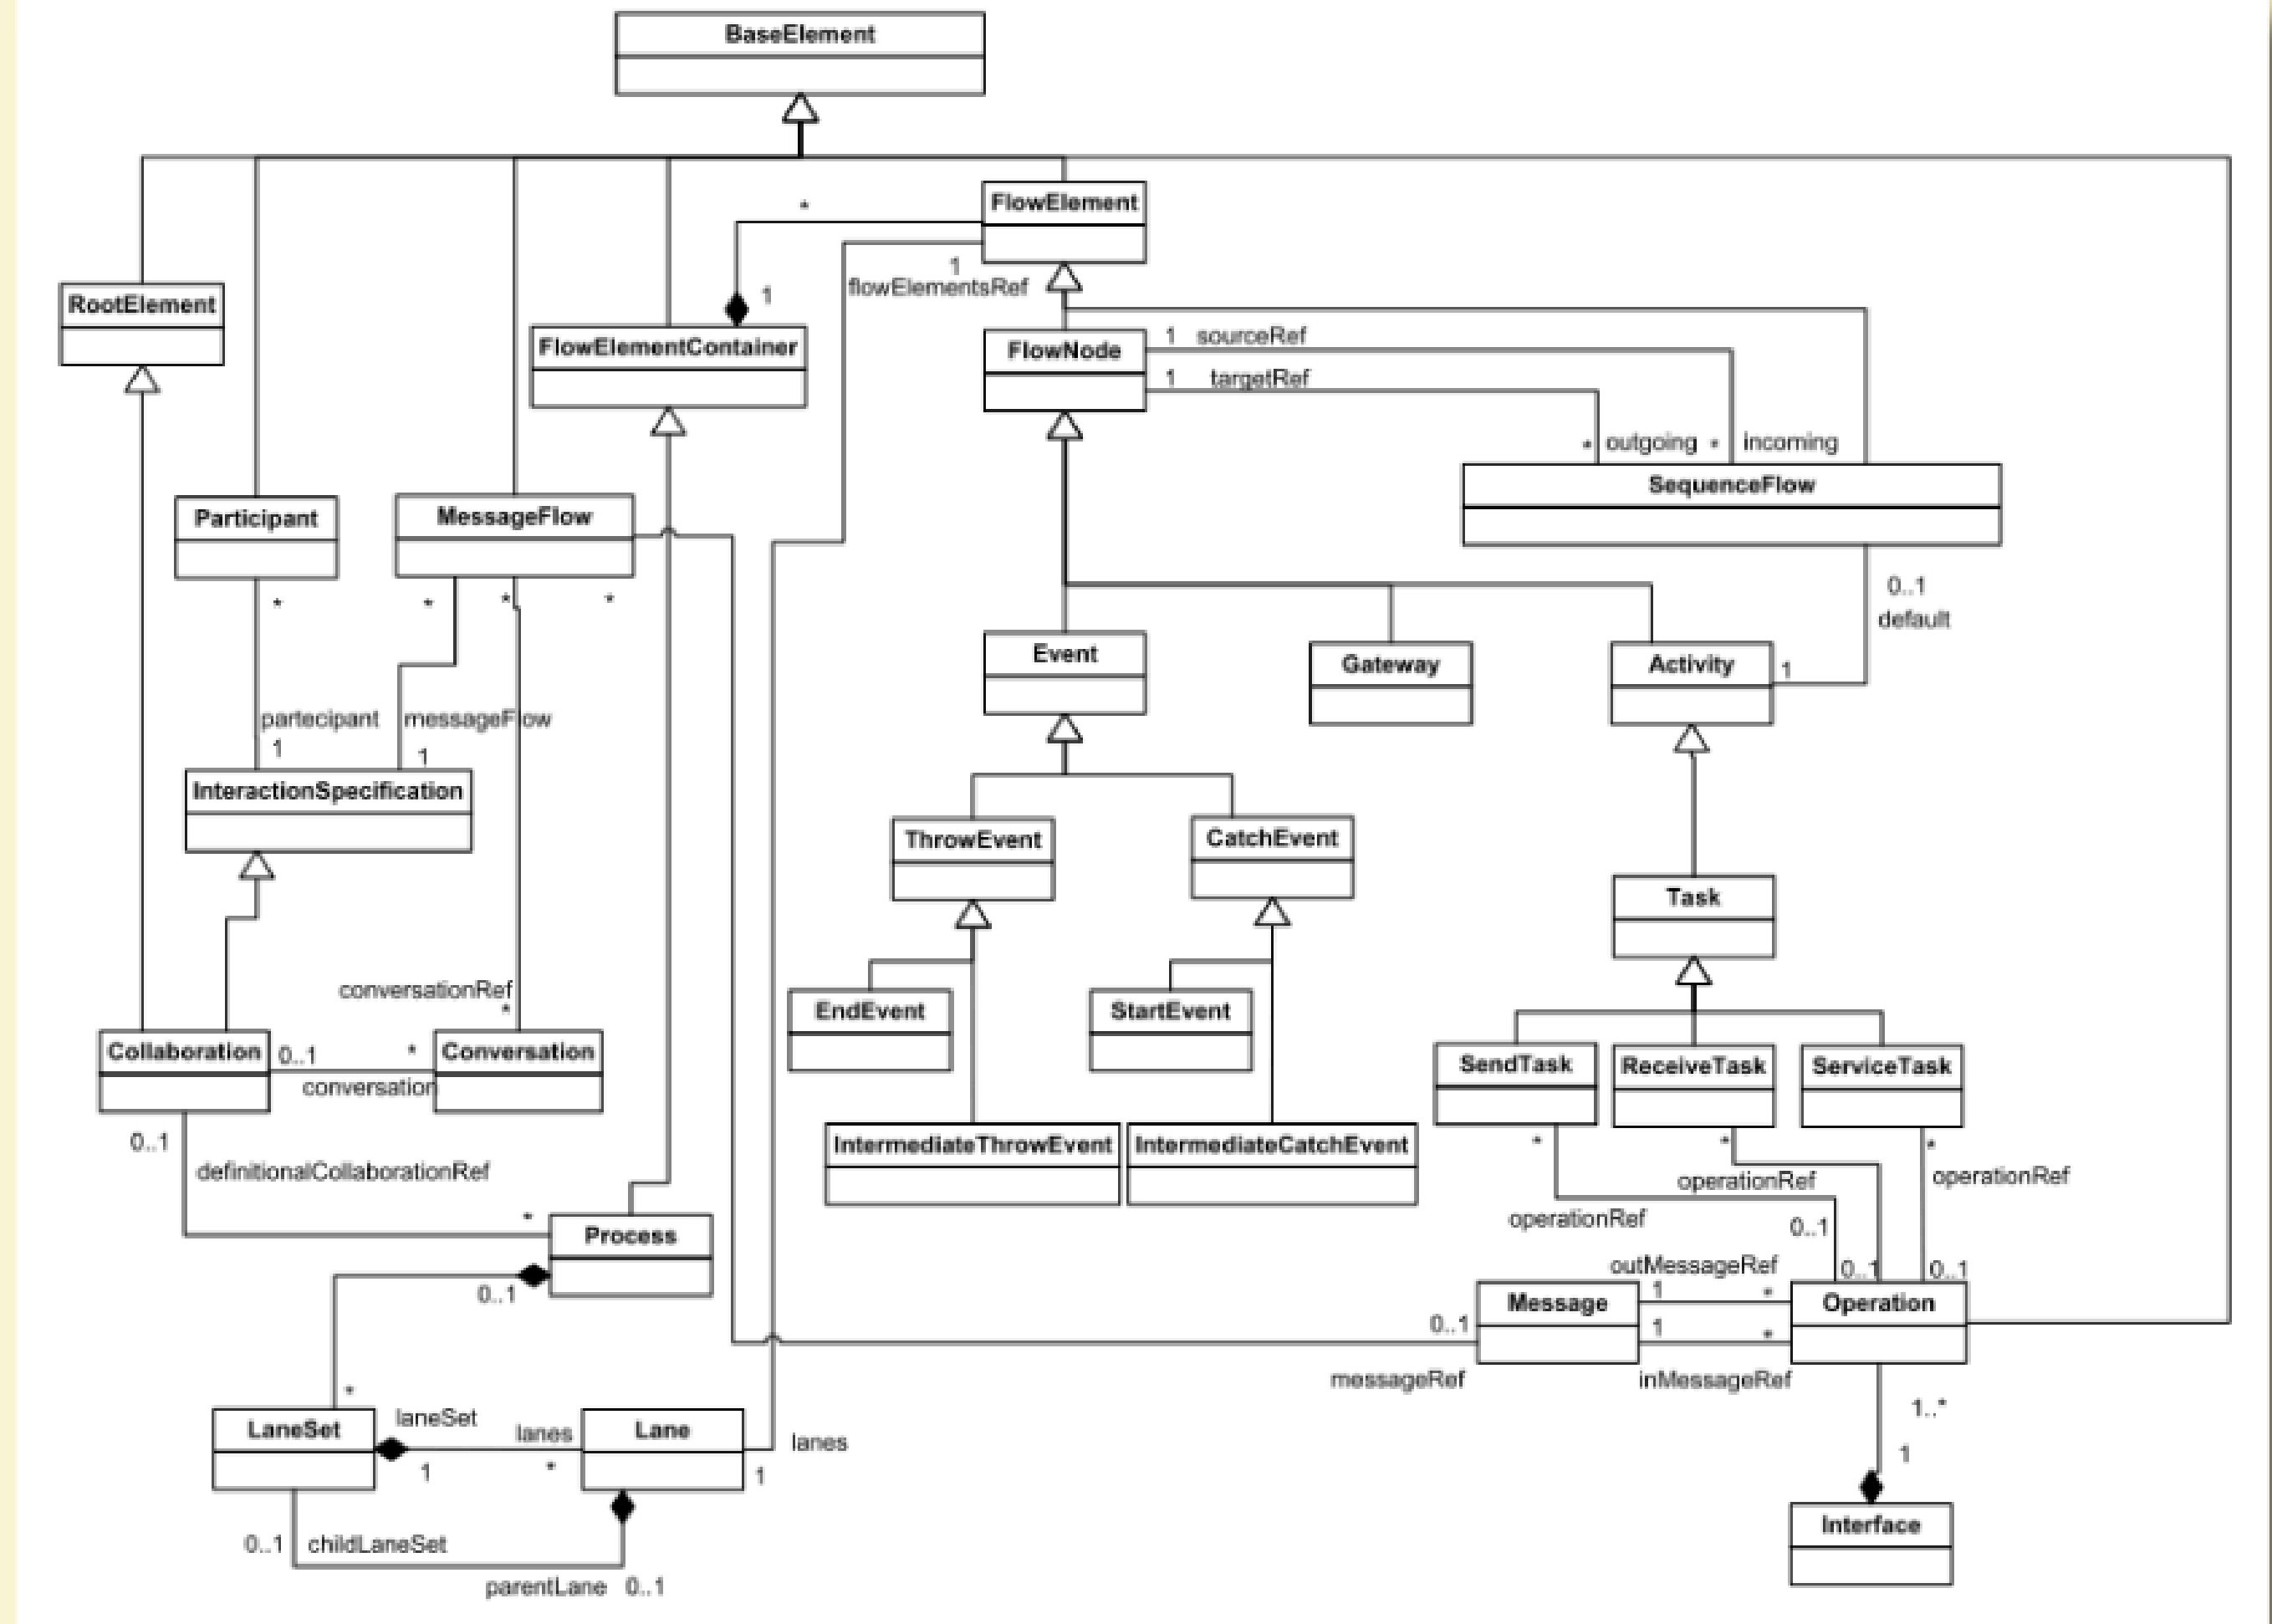 BaseElement
*
FlowElement
1
flowElementsRef
RootElement
1
FlowElementContainer
FlowNode
1 sourceRef
1 targetRef
* outgoing * incoming
SequenceFlow
Participant
MessageFlow
* * * *
0..1
default
Event
Gateway
Activity
1
partecipant
messageFlow
1
1
InteractionSpecification
ThrowEvent
CatchEvent
Task
conversationRef
*
EndEvent
StartEvent
Collaboration
0..1
*
Conversation
conversation
SendTask
ReceiveTask
ServiceTask
0..1
definitionalCollaborationRef
IntermediateThrowEvent
IntermediateCatchEvent
* * *
operationRef
operationRef
operationRef
*
Process
0..1
0..1
0..1
0..1
outMessageRef
Message
1
*
Operation
0..1
1
*
messageRef
inMessageRef
*
LaneSet
laneSet
lanes
Lane
lanes
1
*
1
1..*
1
Interface
0..1
childLaneSet
parentLane
0..1